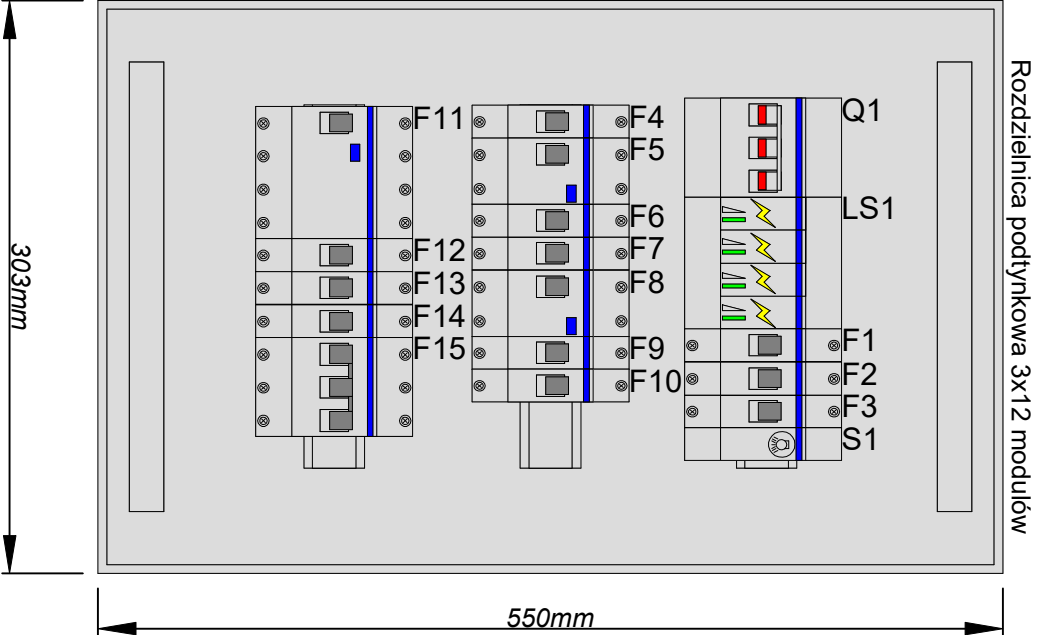 F11
F12
F13
F14
F15
F4
F5
F6
F7
F8
F9
F10
Q1
LS1
F1
F2
F3
S1
Rozdzielnica podtynkowa 3x12 modułów
303mm
550mm